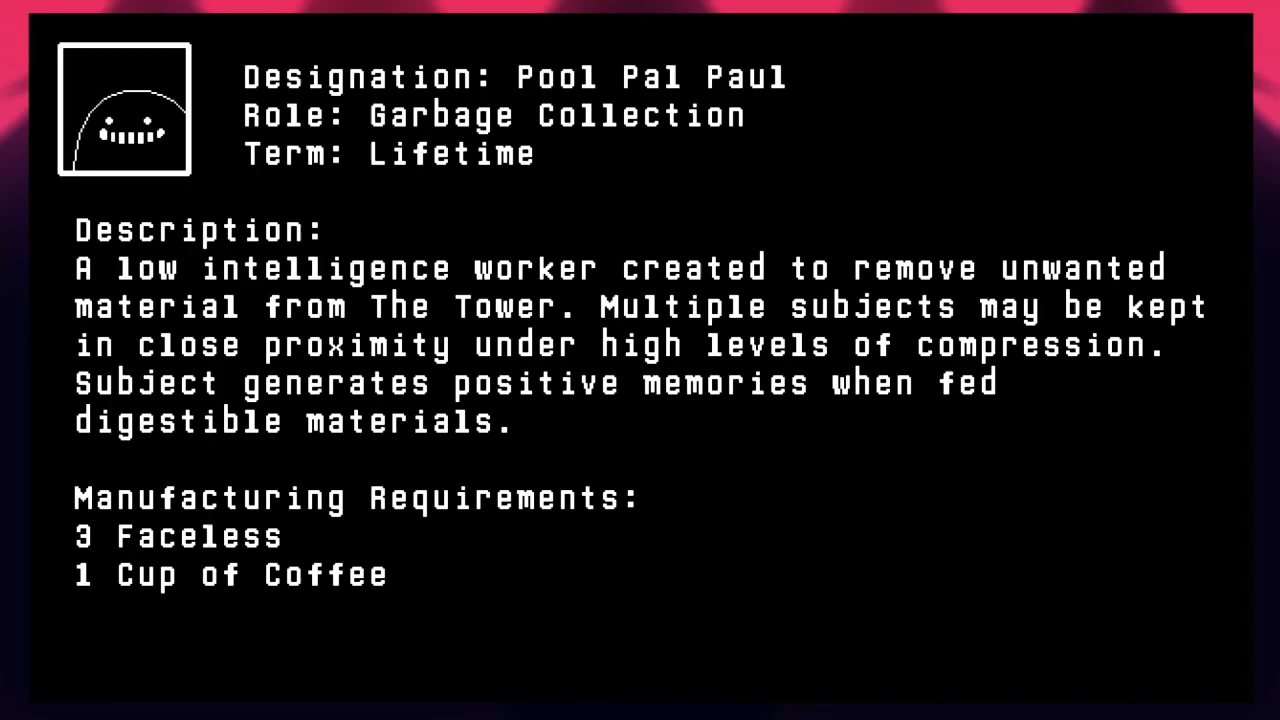 Designation: Pool Pal Paul
Role: Garbage Collection
Term: Lifetime
Description:
A low intelligence worker created to remove unwanted
material from The Tower. Multiple subjects may be kept
in close proximity under high levels of compression.
Subject generates positive memories when fed
digestible materials.
Manufacturing Requirements:
3 Faceless
1 Cup of Coffee